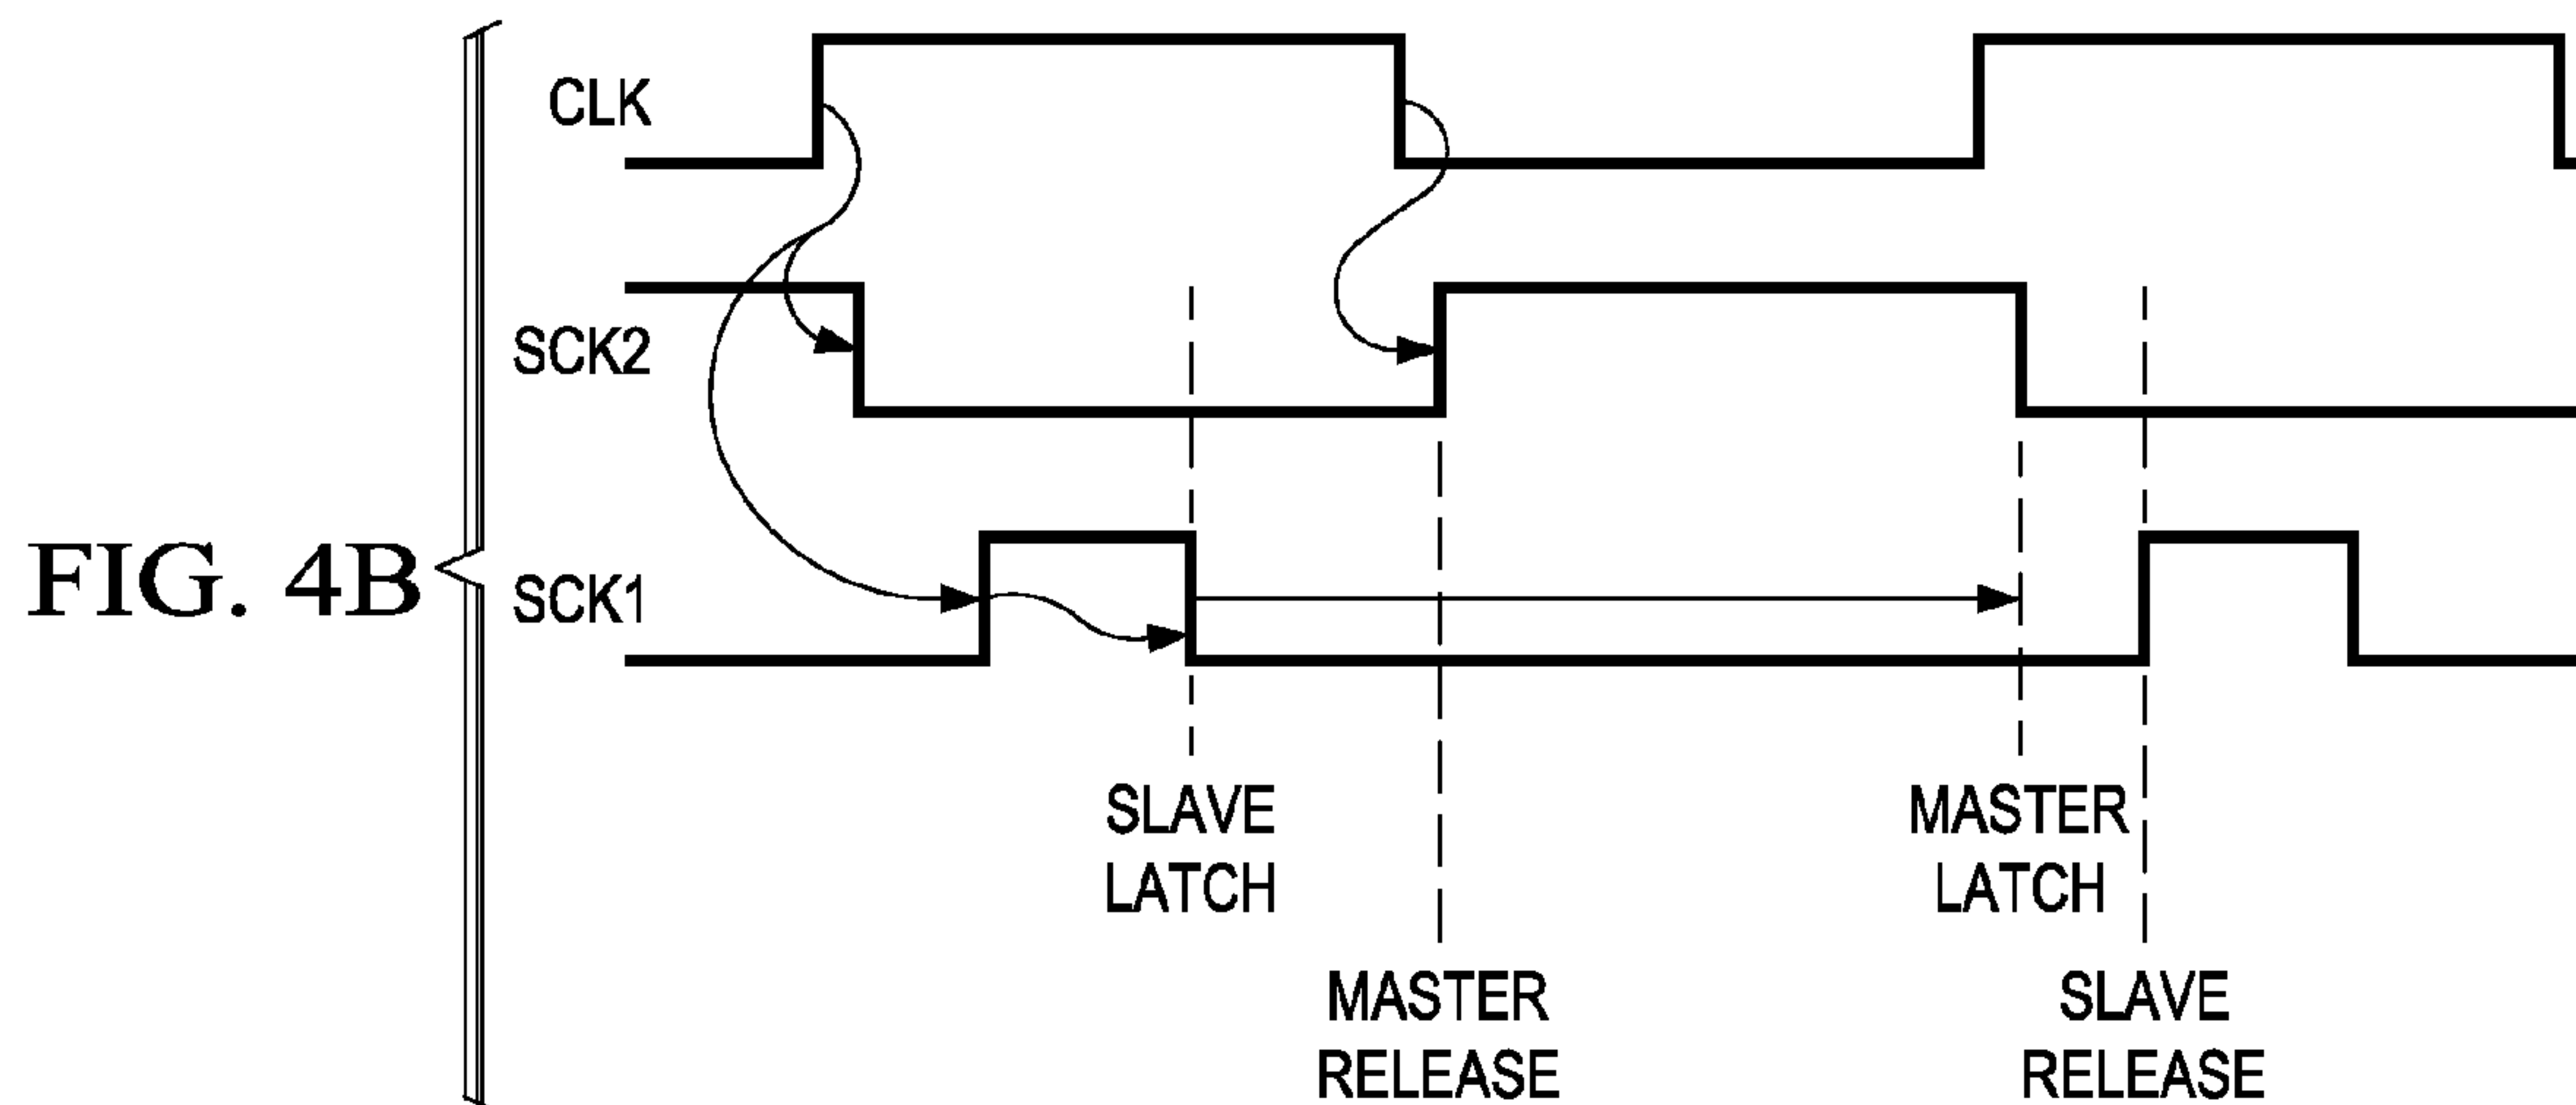 CLK
SCK2
FIG. 4B
SCK1
SLAVE
LATCH
MASTER
LATCH
MASTER
RELEASE
SLAVE
RELEASE